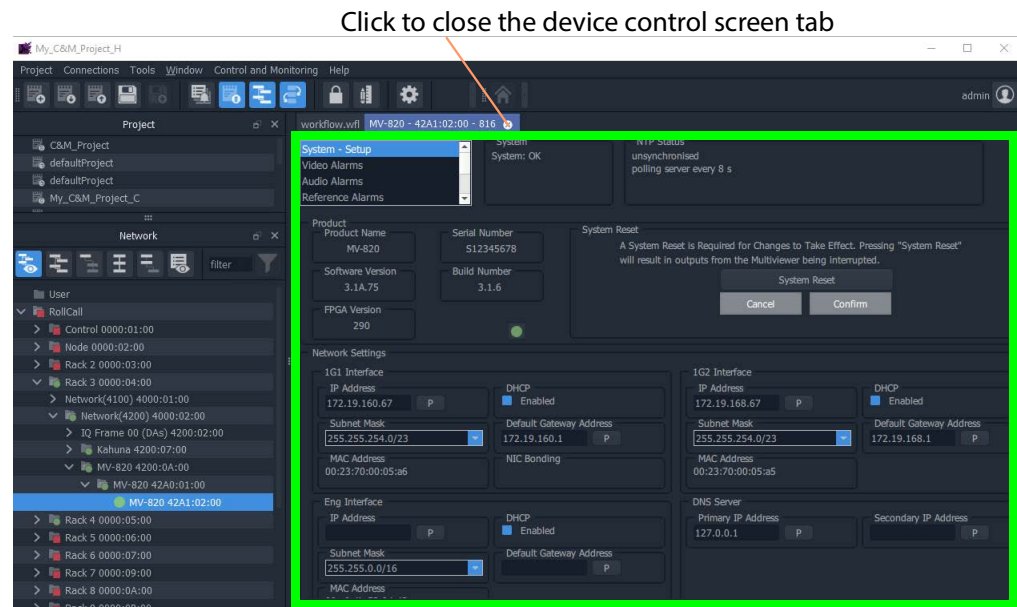 Click to close the device control screen tab
My_C&M_Project_H
Project Connections Tools Window Control and Monitoring Help
admin
Project
workflow.wfl MV-820 - 42A1:02:00 - 816
C&M_Project
defaultProject
defaultProject
My_C&M_Project_C
Network
filter
User
RollCall
Control 0000:01:00
Node 0000:02:00
Rack 2 0000:03:00
Rack 3 0000:04:00
Network(4100) 4000:01:00
Network(4200) 4000:02:00
IQ Frame 00 (DAs) 4200:02:00
Kahuna 4200:07:00
MV-820 4200:0A:00
MV-820 42A0:01:00
MV-820 42A1:02:00
Rack 4 0000:05:00
Rack 5 0000:06:00
Rack 6 0000:07:00
Rack 7 0000:09:00
Rack 8 0000:0A:00
System - Setup
Video Alarms
Audio Alarms
Reference Alarms
System
System: OK
NTP Status
unsynchronised
polling server every 8 s
Product
Product Name
MV-820
Serial Number
S12345678
Software Version
3.1A.75
Build Number
3.1.6
FPGA Version
290
System Reset
A System Reset is Required for Changes to Take Effect. Pressing "System Reset"
will result in outputs from the Multiviewer being interrupted.
System Reset
Cancel Confirm
Network Settings
1G1 Interface
IP Address
172.19.160.67 P
DHCP
Enabled
Subnet Mask
255.255.254.0/23
Default Gateway Address
172.19.160.1 P
MAC Address
00:23:70:00:05:a6
NIC Bonding
1G2 Interface
IP Address
172.19.168.67 P
DHCP
Enabled
Subnet Mask
255.255.254.0/23
Default Gateway Address
172.19.168.1 P
MAC Address
00:23:70:00:05:a5
Eng Interface
IP Address
P
DHCP
Enabled
Subnet Mask
255.255.0.0/16
Default Gateway Address
P
MAC Address
DNS Server
Primary IP Address
127.0.0.1 P
Secondary IP Address
P